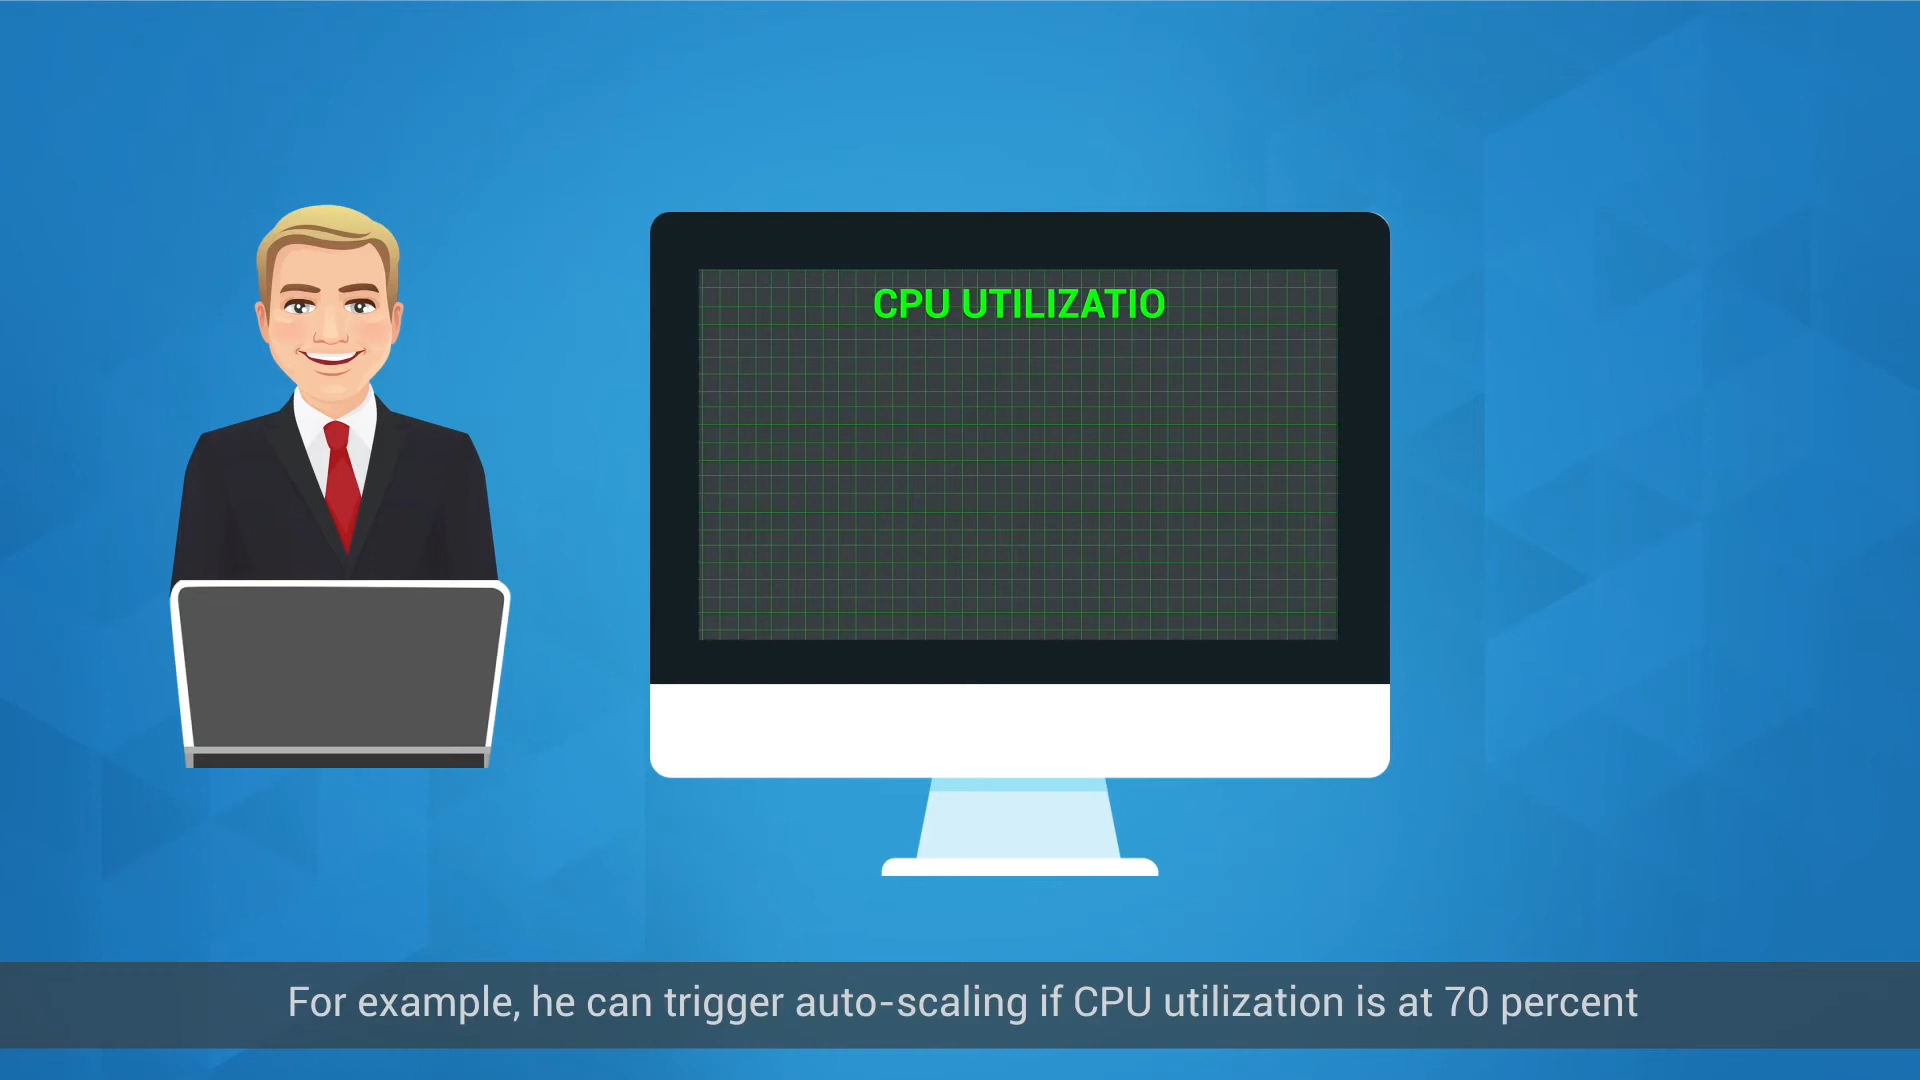 CPU UTILIZATIO
For example, he can trigger auto-scaling if CPU utilization is at 70 percent